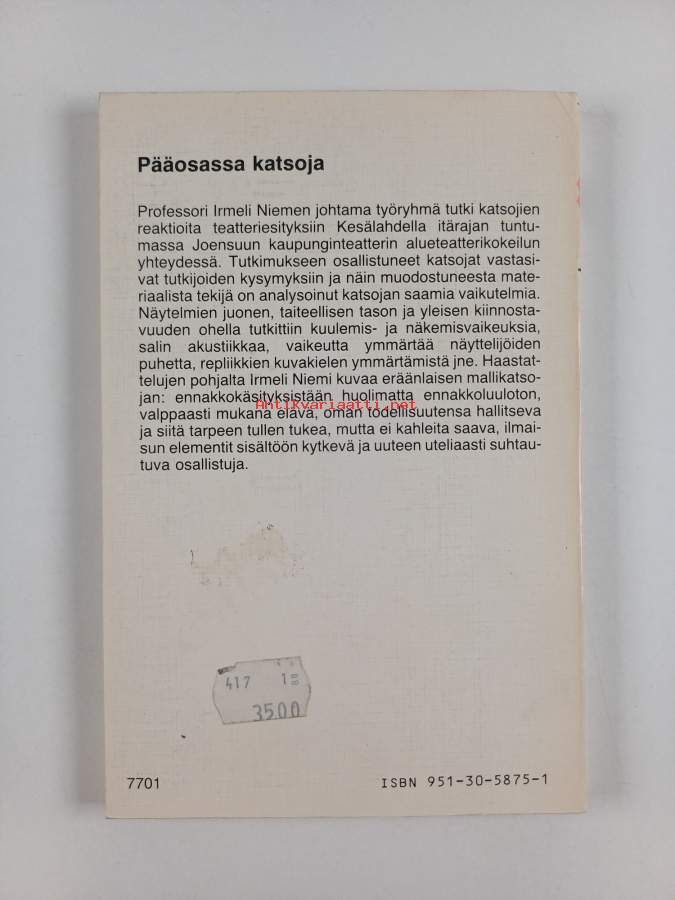 Pääosassa katsoja
Professori Irmeli Niemen johtama työryhmä tutki katsojien
reaktioita teatteriesityksiin Kesälahdella itärajan tuntu-
massa Joensuun kaupunginteatterin alueteatterikokeilun
yhteydessä. Tutkimukseen osallistuneet katsojat vastasi-
vat tutkijoiden kysymyksiin ja näin muodostuneesta mate-
riaalista tekijä on analysoinut katsojan saamia vaikutelmia.
Näytelmien juonen, taiteellisen tason ja yleisen kiinnosta-
vuuden ohella tutkittiin kuulemis- ja näkemisvaikeuksia,
salin akustiikkaa, vaikeutta ymmärtää näyttelijöiden
puhetta, repliikkien kuvakielen ymmärtämistä jne. Haastat-
telujen pohjalta Irmeli Niemi kuvaa eräänlaisen mallikatso-
jan: ennakkokäsityksistään huolimatta ennakkoluuloton,
Antikvariaatti.net
valppaasti mukana elävä, oman todellisuutensa hallitseva
ja siitä tarpeen tullen tukea, mutta ei kahleita saava, ilmai-
sun elementit sisältöön kytkevä ja uuteen uteliaasti suhtau-
tuva osallistuja.
417
3500
7701
ISBN 951-30-5875-1